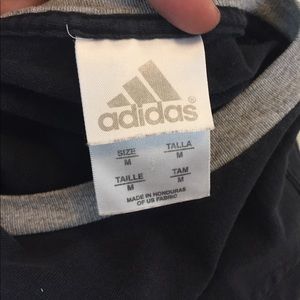 adidas®
SIZE TALLA
M M
TAILLE TAM
M M
MADE IN HONDURAS
OF US FABRIC